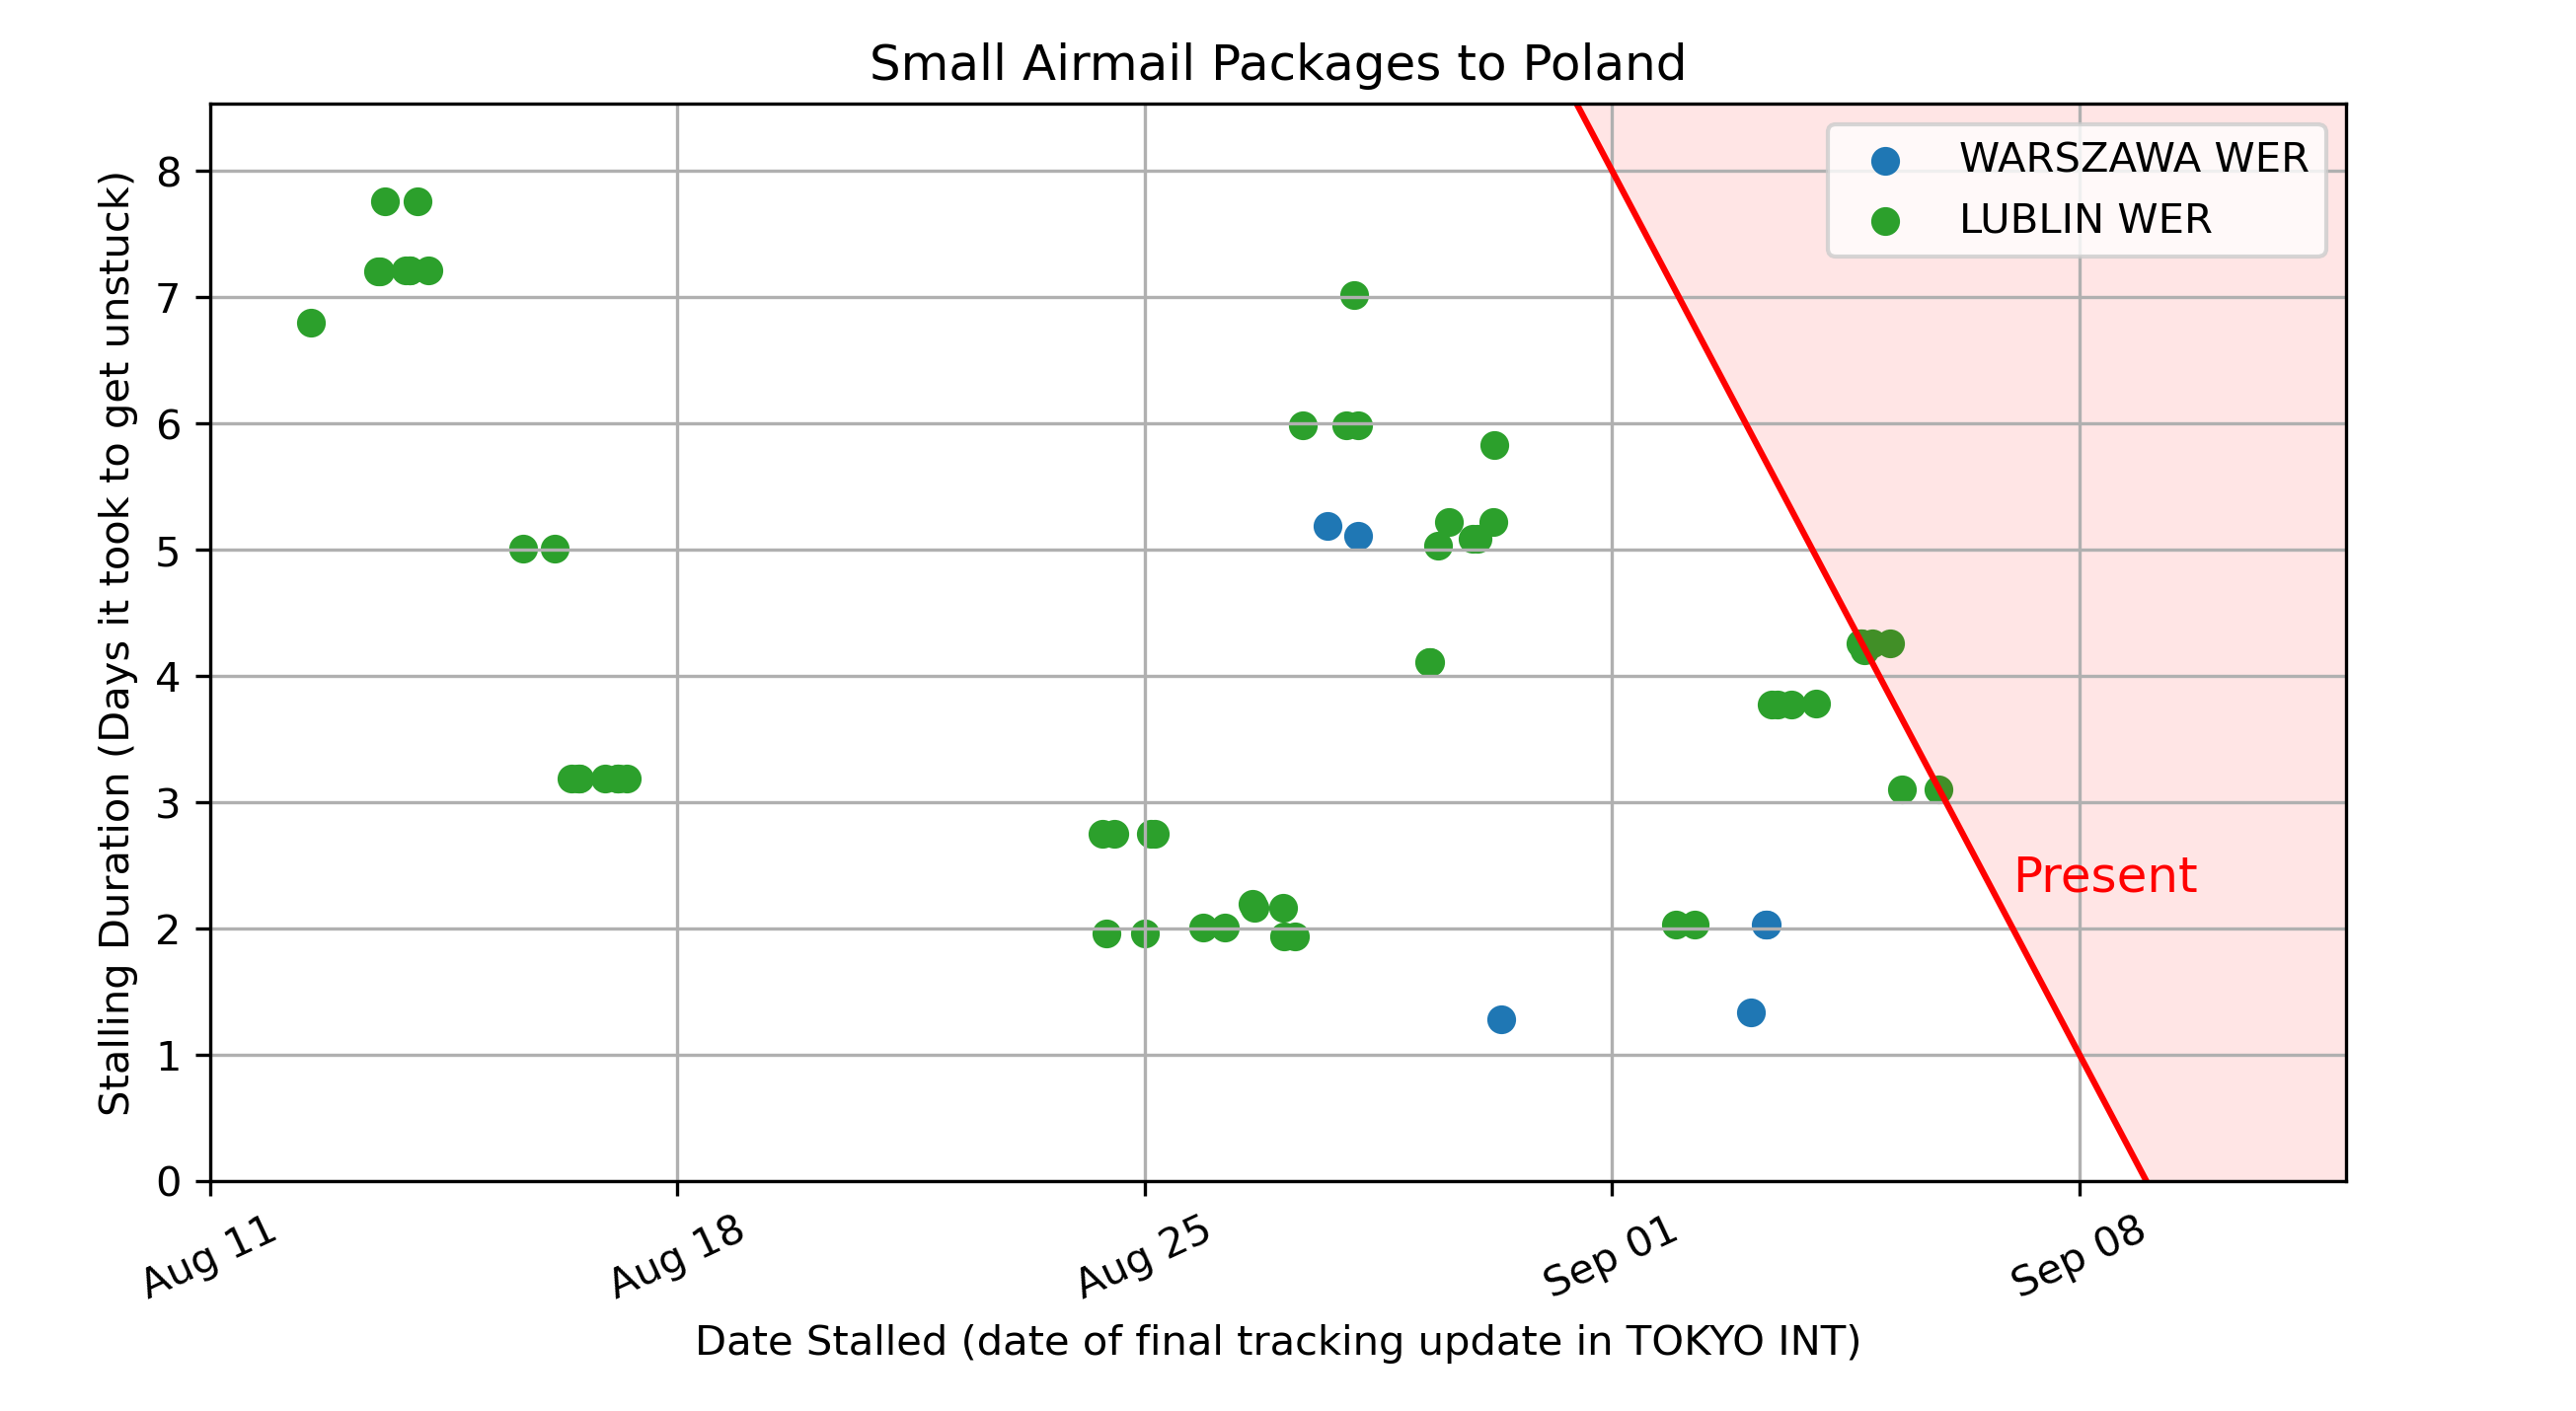 Small Airmail Packages to Poland
WARSZAWA WER
LUBLIN WER
Present
Stalling Duration (Days it took to get unstuck)
8
7
6
5
4
3
2
1
0
Aug 11
Aug 18
Aug 25
Sep 01
Sep 08
Date Stalled (date of final tracking update in TOKYO INT)